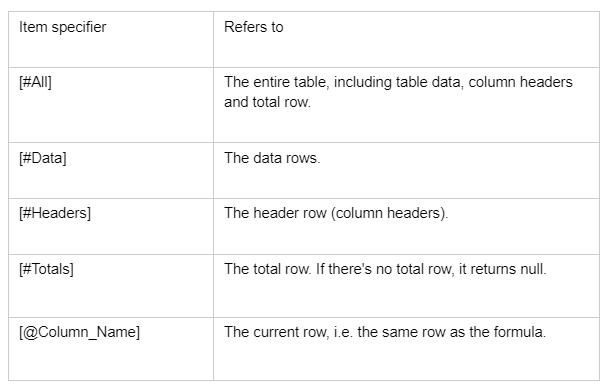 Item specifier
Refers to
[#All]
The entire table, including table data, column headers
and total row.
[#Data]
The data rows.
[#Headers]
The header row (column headers).
[#Totals]
The total row. If there's no total row, it returns null.
[@Column_Name]
The current row, i.e. the same row as the formula.